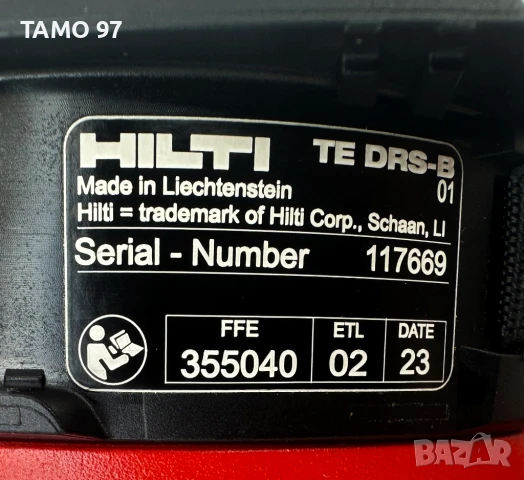 TAMO 97
HILTI TE DRS-B
Made in Liechtenstein 01
Hilti = trademark of Hilti Corp., Schaan, LI
Serial - Number 117669
FFE ETL DATE
355040 02 23
BAZAR